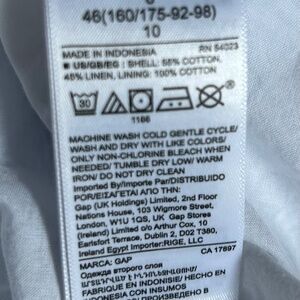 46(160/175-92-98)
10
MADE IN INDONESIA RN 54023
■ US/GB/EG : SHELL: 55% COTTON,
45% LINEN, LINING: 100% COTTON
30
1186
MACHINE WASH COLD GENTLE CYCLE/
WASH AND DRY WITH LIKE COLORS/
ONLY NON-CHLORINE BLEACH WHEN
NEEDED/ TUMBLE DRY LOW/ WARM
IRON/ DO NOT DRY CLEAN
Imported By/Importado Por/DISTRIBUIDO
POR/ΕΙΣΑΓΕΤΑΙ ΑΠΟ ΤΗΝ:
Gap (UK Holdings) Limited, 2nd Floor
Nations House, 103 Wigmore Street,
London, W1U 1QS, UK Gap Stores
(Ireland) Limited c/o Arthur Cox, 10
Earlsfort Terrace, Dublin 2, D02 T380,
Ireland Egypt Importer:RIGE, LLC
CA 17897
MARCA: GAP
Одежда второго слоя
FABRIQUE EN INDONISIE/ HECHO EN
INDONESIA CON INSUMOS